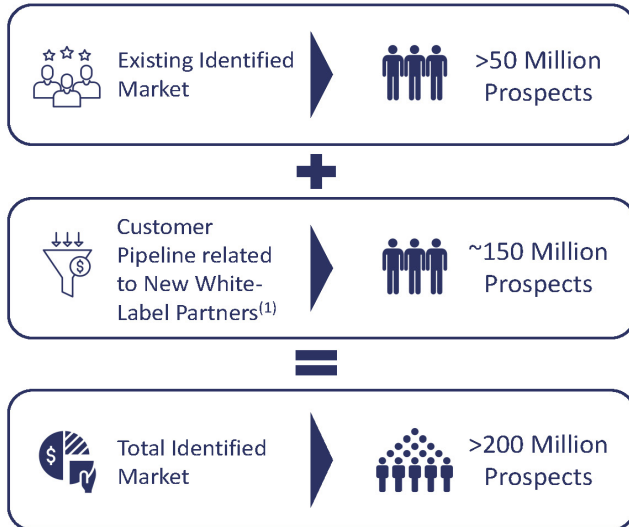 Existing Identified
Market
>50 Million
Prospects
Customer
Pipeline related
to New White-
Label Partners(1)
~150 Million
Prospects
Total Identified
Market
>200 Million
Prospects